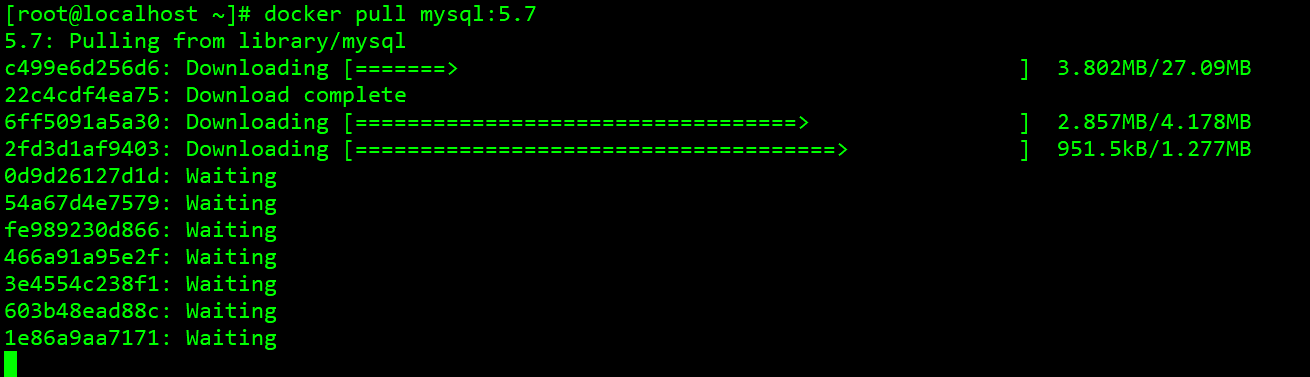 [root@localhost ~]# docker pull mysql:5.7
5.7: Pulling from library/mysql
c499e6d256d6: Downloading [=======>                                           ]  3.802MB/27.09MB
22c4cdf4ea75: Download complete
6ff5091a5a30: Downloading [==================================>                ]  2.857MB/4.178MB
2fd3d1af9403: Downloading [=====================================>             ]  951.5kB/1.277MB
0d9d26127d1d: Waiting
54a67d4e7579: Waiting
fe989230d866: Waiting
466a91a95e2f: Waiting
3e4554c238f1: Waiting
603b48ead88c: Waiting
1e86a9aa7171: Waiting